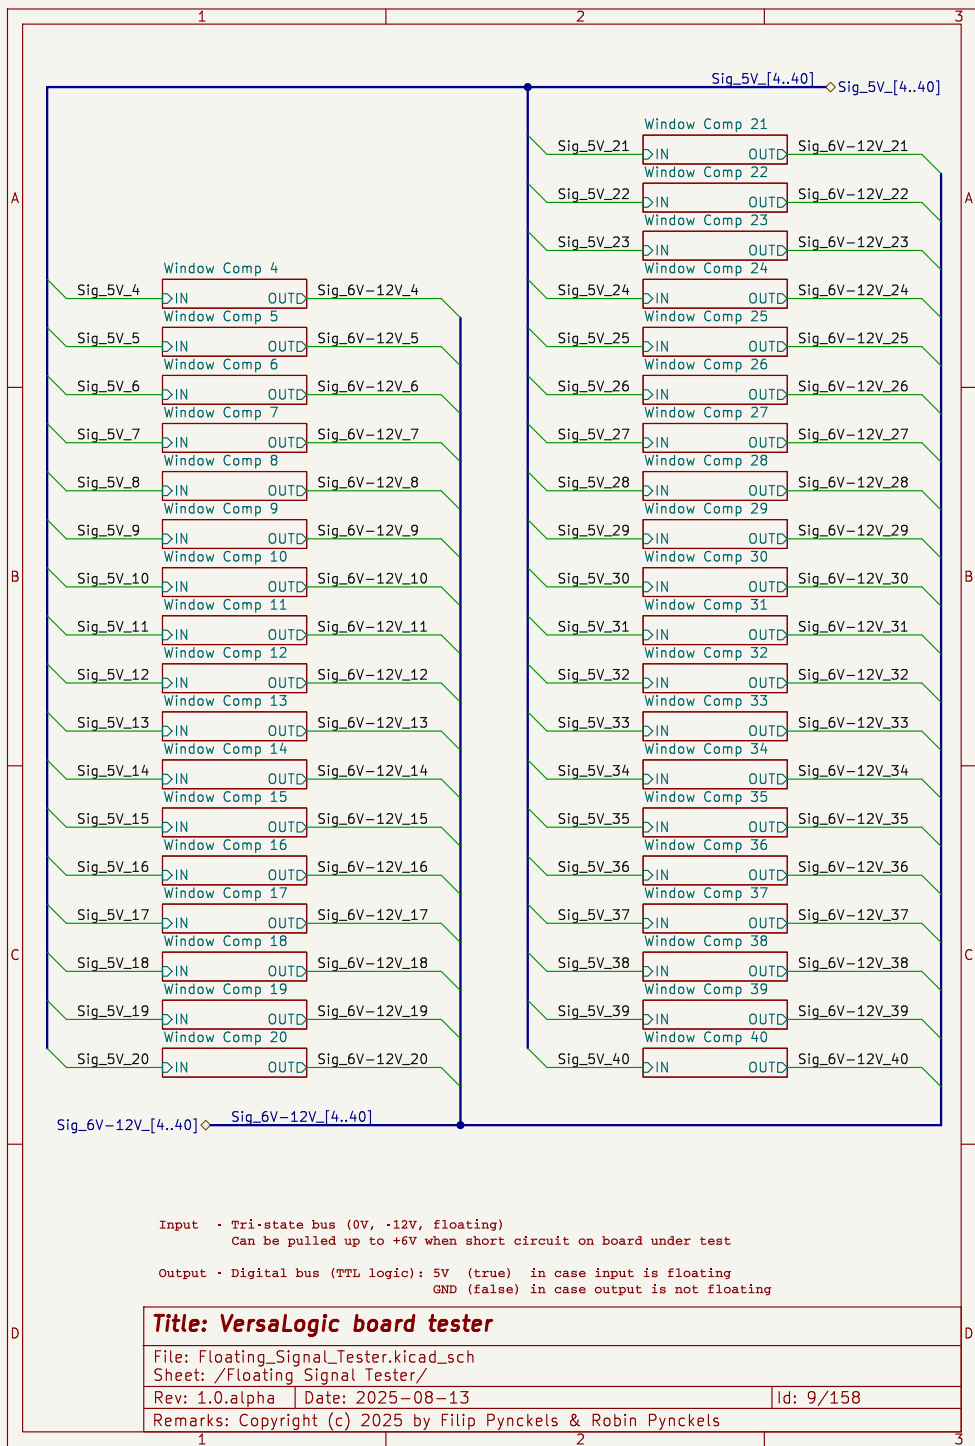 1 2 3
Sig_5V_[4..40] Sig_5V_[4..40]
Window Comp 21
Sig_5V_21 IN OUT Sig_6V-12V_21
Window Comp 22
A A
Sig_5V_22 IN OUT Sig_6V-12V_22
Window Comp 23
Sig_5V_23 IN OUT Sig_6V-12V_23
Window Comp 4 Window Comp 24
Sig_5V_4 IN OUT Sig_6V-12V_4 Sig_5V_24 IN OUT Sig_6V-12V_24
Window Comp 5 Window Comp 25
Sig_5V_5 IN OUT Sig_6V-12V_5 Sig_5V_25 IN OUT Sig_6V-12V_25
Window Comp 6 Window Comp 26
Sig_5V_6 IN OUT Sig_6V-12V_6 Sig_5V_26 IN OUT Sig_6V-12V_26
Window Comp 7 Window Comp 27
Sig_5V_7 IN OUT Sig_6V-12V_7 Sig_5V_27 IN OUT Sig_6V-12V_27
Window Comp 8 Window Comp 28
Sig_5V_8 IN OUT Sig_6V-12V_8 Sig_5V_28 IN OUT Sig_6V-12V_28
Window Comp 9 Window Comp 29
Sig_5V_9 IN OUT Sig_6V-12V_9 Sig_5V_29 IN OUT Sig_6V-12V_29
Window Comp 10 Window Comp 30
B B
Sig_5V_10 IN OUT Sig_6V-12V_10 Sig_5V_30 IN OUT Sig_6V-12V_30
Window Comp 11 Window Comp 31
Sig_5V_11 IN OUT Sig_6V-12V_11 Sig_5V_31 IN OUT Sig_6V-12V_31
Window Comp 12 Window Comp 32
Sig_5V_12 IN OUT Sig_6V-12V_12 Sig_5V_32 IN OUT Sig_6V-12V_32
Window Comp 13 Window Comp 33
Sig_5V_13 IN OUT Sig_6V-12V_13 Sig_5V_33 IN OUT Sig_6V-12V_33
Window Comp 14 Window Comp 34
Sig_5V_14 IN OUT Sig_6V-12V_14 Sig_5V_34 IN OUT Sig_6V-12V_34
Window Comp 15 Window Comp 35
Sig_5V_15 IN OUT Sig_6V-12V_15 Sig_5V_35 IN OUT Sig_6V-12V_35
Window Comp 16 Window Comp 36
Sig_5V_16 IN OUT Sig_6V-12V_16 Sig_5V_36 IN OUT Sig_6V-12V_36
Window Comp 17 Window Comp 37
Sig_5V_17 IN OUT Sig_6V-12V_17 Sig_5V_37 IN OUT Sig_6V-12V_37
Window Comp 18 Window Comp 38
C C
Sig_5V_18 IN OUT Sig_6V-12V_18 Sig_5V_38 IN OUT Sig_6V-12V_38
Window Comp 19 Window Comp 39
Sig_5V_19 IN OUT Sig_6V-12V_19 Sig_5V_39 IN OUT Sig_6V-12V_39
Window Comp 20 Window Comp 40
Sig_5V_20 IN OUT Sig_6V-12V_20 Sig_5V_40 IN OUT Sig_6V-12V_40
Sig_6V-12V_[4..40] Sig_6V-12V_[4..40]
Input - Tri-state bus (0V, -12V, floating)
Can be pulled up to +6V when short circuit on board under test
Output - Digital bus (TTL logic): 5V (true) in case input is floating
GND (false) in case output is not floating
Title: VersaLogic board tester
D D
File: Floating_Signal_Tester.kicad_sch
Sheet: /Floating Signal Tester/
Rev: 1.0.alpha Date: 2025-08-13 Id: 9/158
Remarks: Copyright (c) 2025 by Filip Pynckels & Robin Pynckels
1 2 3